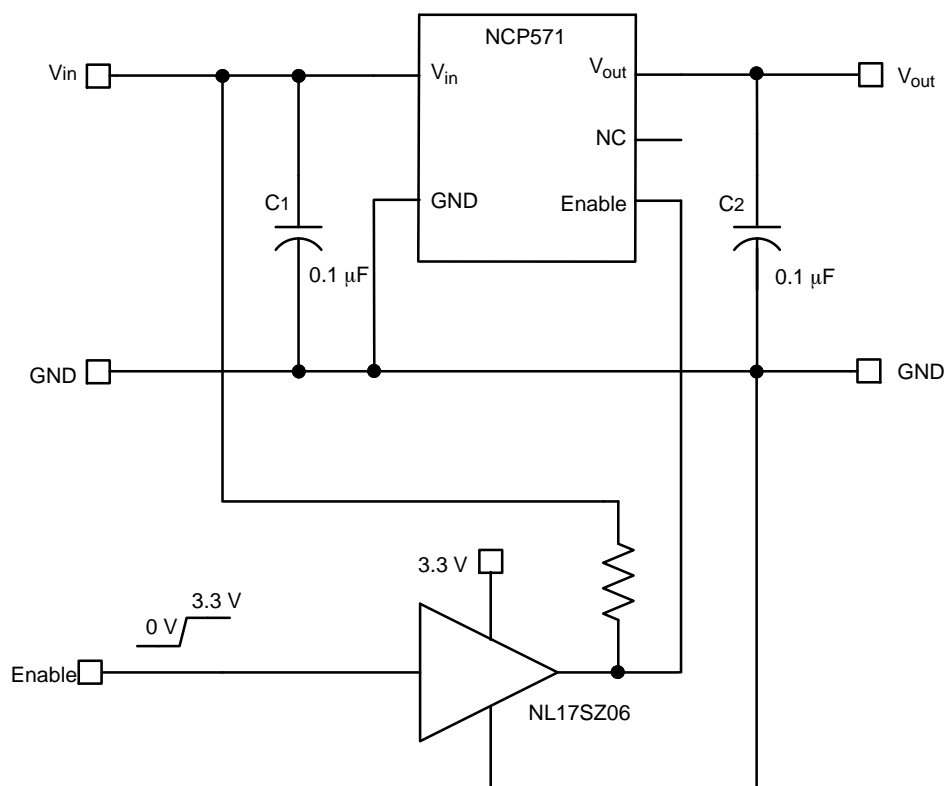 NCP571
Vin
Vin
Vout
Vout
NC
C1
GND
Enable
C2
0.1 μF
0.1 μF
GND
GND
3.3 V
3.3 V
0 V
Enable
NL17SZ06